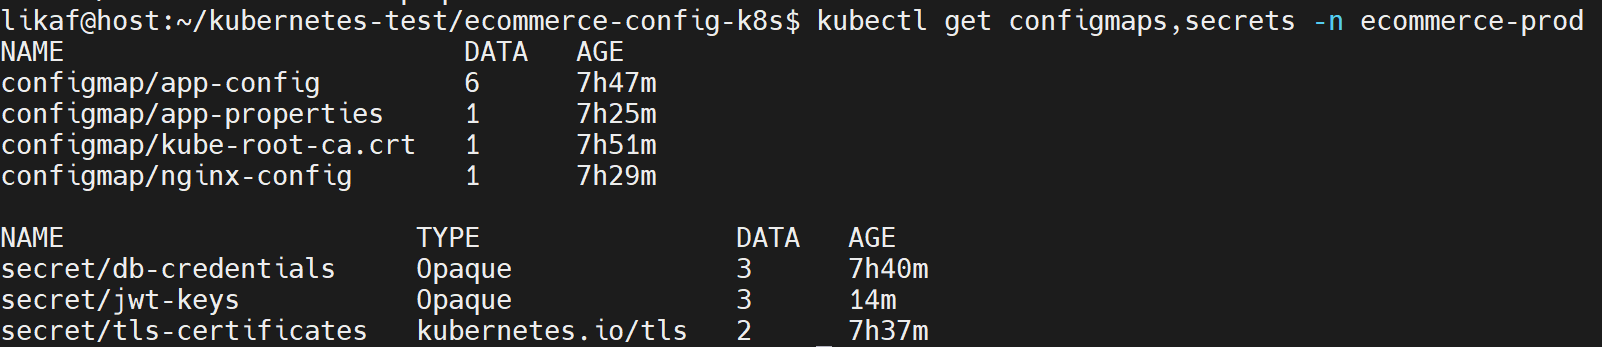 likaf@host:~/kubernetes-test/ecommerce-config-k8s$ kubectl get configmaps,secrets -n ecommerce-prod
NAME DATA AGE
configmap/app-config 6 7h47m
configmap/app-properties 1 7h25m
configmap/kube-root-ca.crt 1 7h51m
configmap/nginx-config 1 7h29m
NAME TYPE DATA AGE
secret/db-credentials Opaque 3 7h40m
secret/jwt-keys Opaque 3 14m
secret/tls-certificates kubernetes.io/tls 2 7h37m